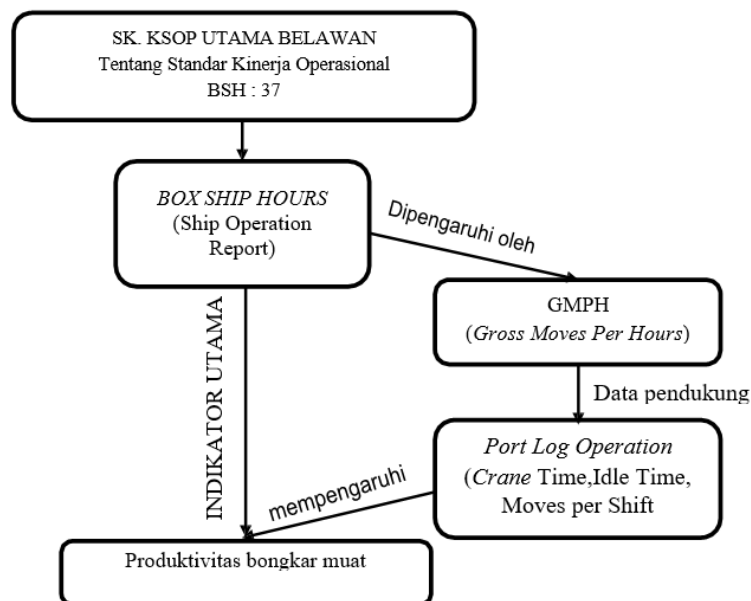 SK. KSOP UTAMA BELAWAN
Tentang Standar Kinerja Operasional
BSH : 37
BOX SHIP HOURS
(Ship Operation
Report)
Dipengaruhi oleh
INDIKATOR UTAMA
GMPH
(Gross Moves Per Hours)
Data pendukung
Port Log Operation
(Crane Time,Idle Time,
Moves per Shift
mempengaruhi
Produktivitas bongkar muat